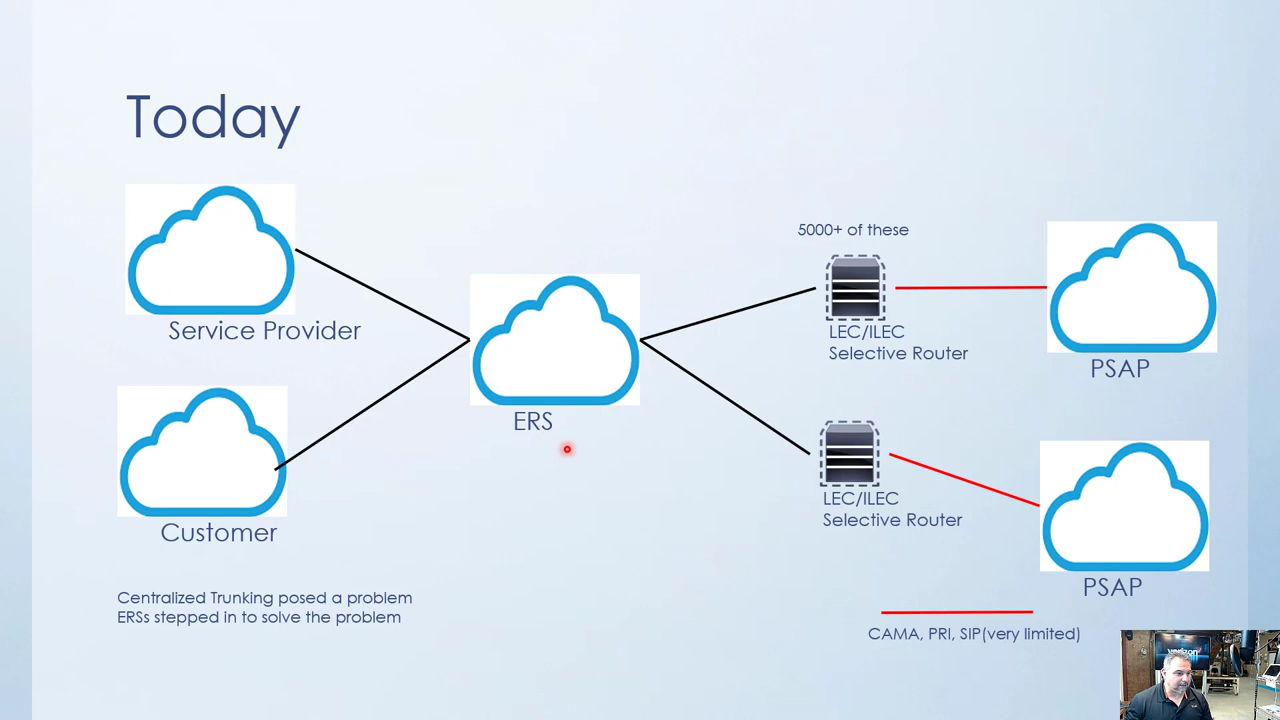 Today
Service Provider
Customer
Centralized Trunking posed a problem
ERSs stepped in to solve the problem
ERS
5000+ of these
LEC/ILEC
Selective Router
LEC/ILEC
Selective Router
PSAP
PSAP
CAMA, PRI, SIP(very limited)
verizon